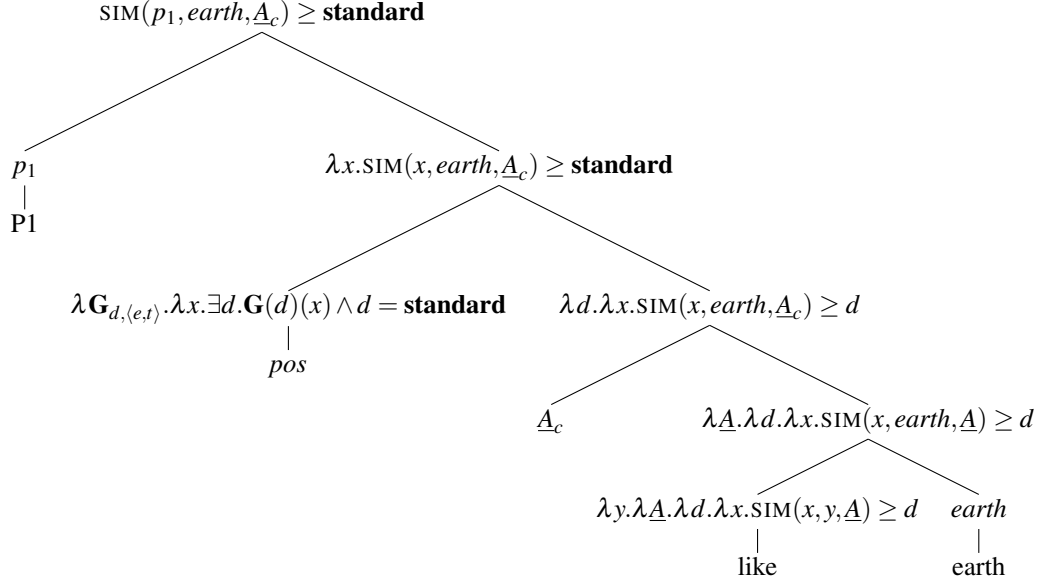 SIM(p₁, earth, A̲_c) ≥ standard
p₁
λx.SIM(x, earth, A̲_c) ≥ standard
P1
λG_{d,⟨e,t⟩}.λx.∃d.G(d)(x) ∧ d = standard
λd.λx.SIM(x, earth, A̲_c) ≥ d
pos
A̲_c
λA̲.λd.λx.SIM(x, earth, A̲) ≥ d
λy.λA̲.λd.λx.SIM(x, y, A̲) ≥ d
earth
like
earth